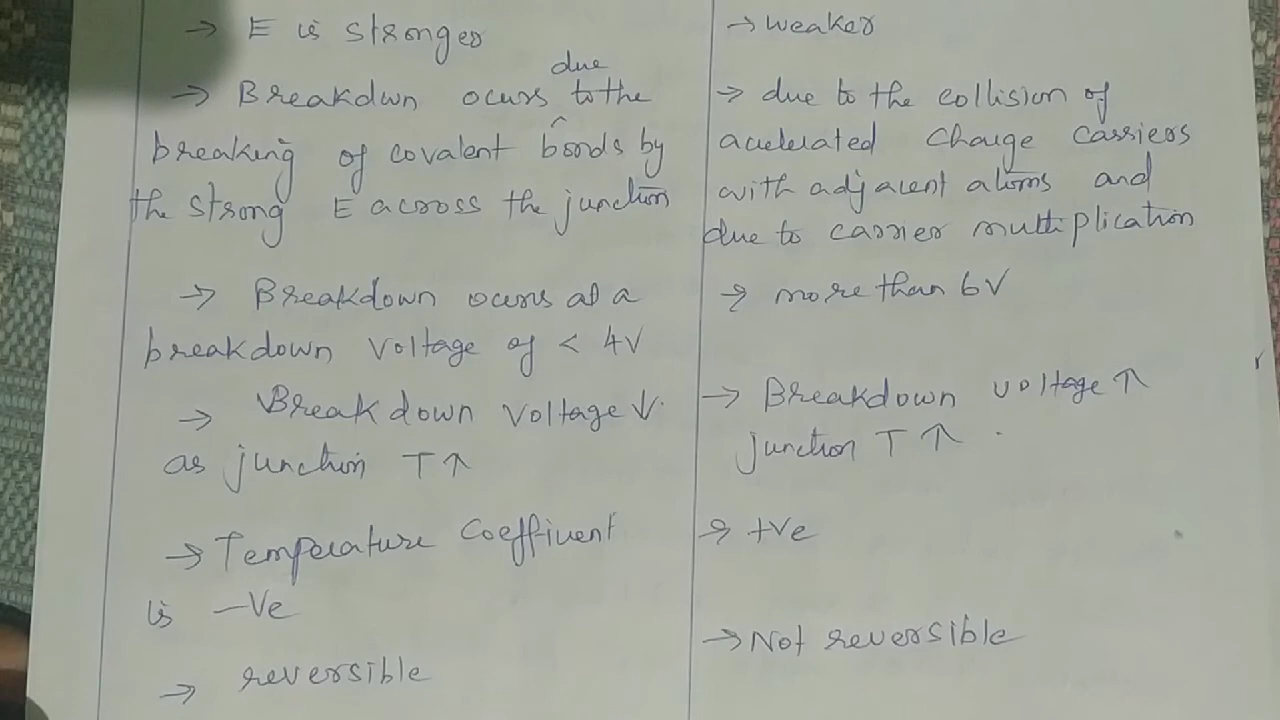 → E is stronger
→ Breakdwn ocurs due to the
breaking of covalent bonds by
the strong E across the junction
→ Breakdown ocurs at a
breakdown voltage of < 4V
→ Breakdown voltage ↓
as junction T ↑
→ Temperature Coefficient
is -Ve
→ reversible
→ weaker
→ due to the collision of
accelerated charge carriers
with adjacent atoms and
due to carrier multiplication
→ more than 6V
→ Breakdown voltage ↑
junction T ↑
→ +Ve
→ Not reversible